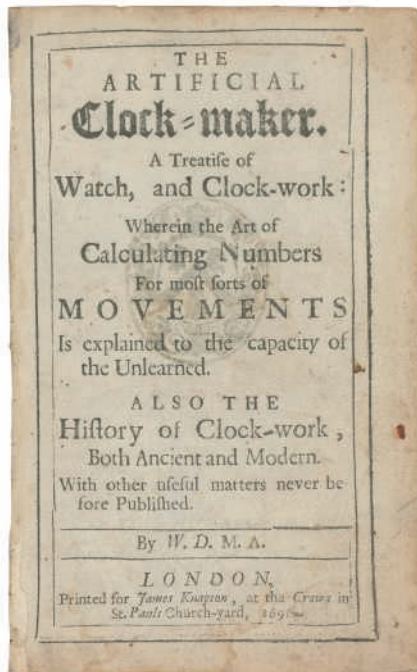 THE
ARTIFICIAL
Clock-maker.
A Treatiſe of
Watch, and Clock-work:
Wherein the Art of
Calculating Numbers
For moſt ſorts of
MOVEMENTS
Is explained to the capacity of
the Unlearned.
ALSO THE
Hiſtory of Clock-work,
Both Ancient and Modern.
With other uſeful matters never be
fore Publiſhed.
By W. D. M. A.
LONDON,
Printed for James Knapton, at the Crown in
St. Pauls Church-yard,